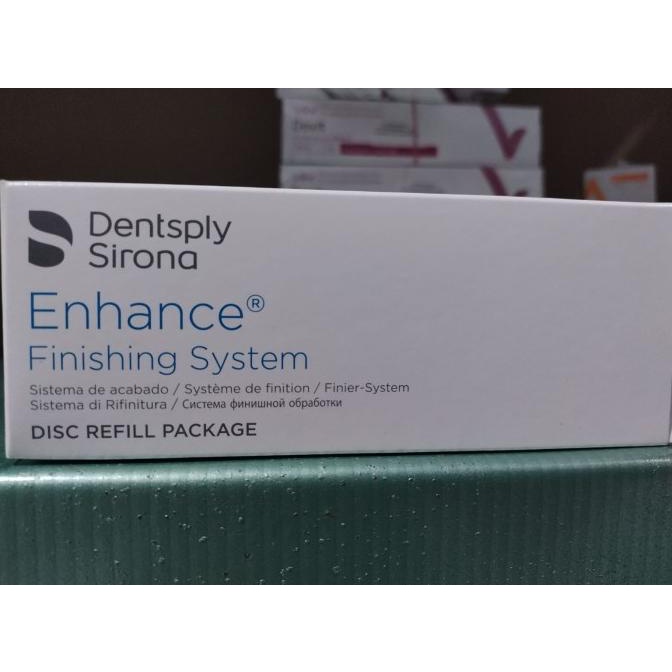 Dentsply
Sirona
Enhance®
Finishing System
Sistema de acabado / Système de finition / Finier-System
Sistema di Rifinitura / Система финишной обработки
DISC REFILL PACKAGE